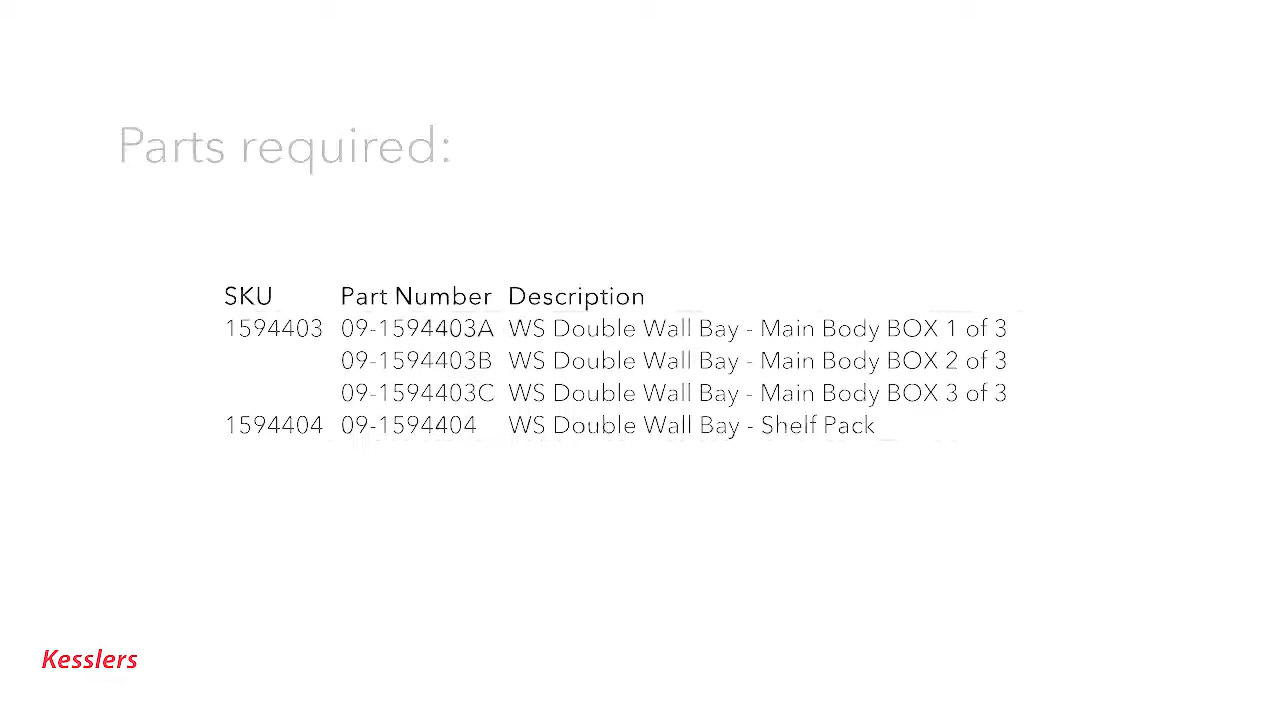 Parts required:
SKU Part Number Description
1594403 09-1594403A WS Double Wall Bay - Main Body BOX 1 of 3
09-1594403B WS Double Wall Bay - Main Body BOX 2 of 3
09-1594403C WS Double Wall Bay - Main Body BOX 3 of 3
1594404 09-1594404 WS Double Wall Bay - Shelf Pack
Kesslers